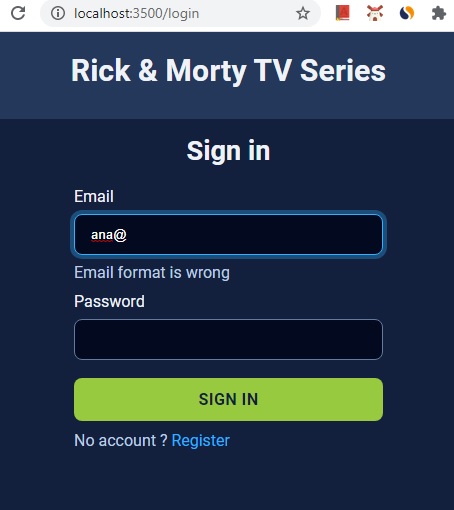 localhost:3500/login
Rick & Morty TV Series
Sign in
Email
ana@
Email format is wrong
Password
SIGN IN
No account ? Register